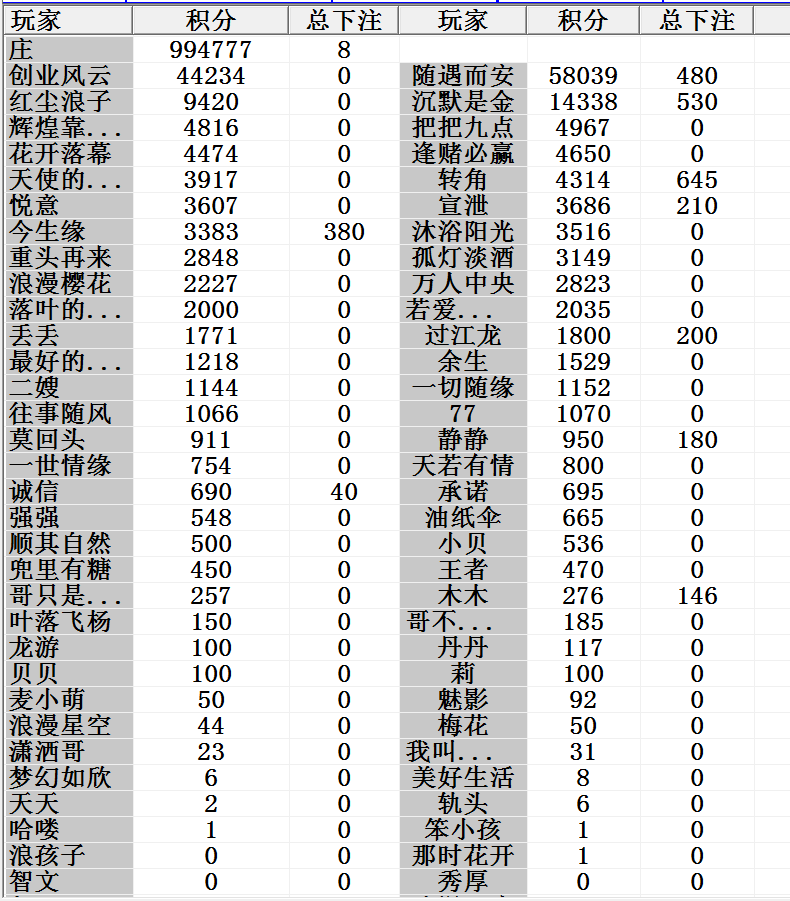 玩家 积分 总下注 玩家 积分 总下注
庄 994777 8
创业风云 44234 0 随遇而安 58039 480
红尘浪子 9420 0 沉默是金 14338 530
辉煌靠... 4816 0 把把九点 4967 0
花开落幕 4474 0 逢赌必赢 4650 0
天使的... 3917 0 转角 4314 645
悦意 3607 0 宣泄 3686 210
今生缘 3383 380 沐浴阳光 3516 0
重头再来 2848 0 孤灯淡酒 3149 0
浪漫樱花 2227 0 万人中央 2823 0
落叶的... 2000 0 若爱... 2035 0
丢丢 1771 0 过江龙 1800 200
最好的... 1218 0 余生 1529 0
二嫂 1144 0 一切随缘 1152 0
往事随风 1066 0 77 1070 0
莫回头 911 0 静静 950 180
一世情缘 754 0 天若有情 800 0
诚信 690 40 承诺 695 0
强强 548 0 油纸伞 665 0
顺其自然 500 0 小贝 536 0
兜里有糖 450 0 王者 470 0
哥只是... 257 0 木木 276 146
叶落飞杨 150 0 哥不... 185 0
龙游 100 0 丹丹 117 0
贝贝 100 0 莉 100 0
麦小萌 50 0 魅影 92 0
浪漫星空 44 0 梅花 50 0
潇洒哥 23 0 我叫... 31 0
梦幻如欣 6 0 美好生活 8 0
天天 2 0 轨头 6 0
哈喽 1 0 笨小孩 1 0
浪孩子 0 0 那时花开 1 0
智文 0 0 秀厚 0 0